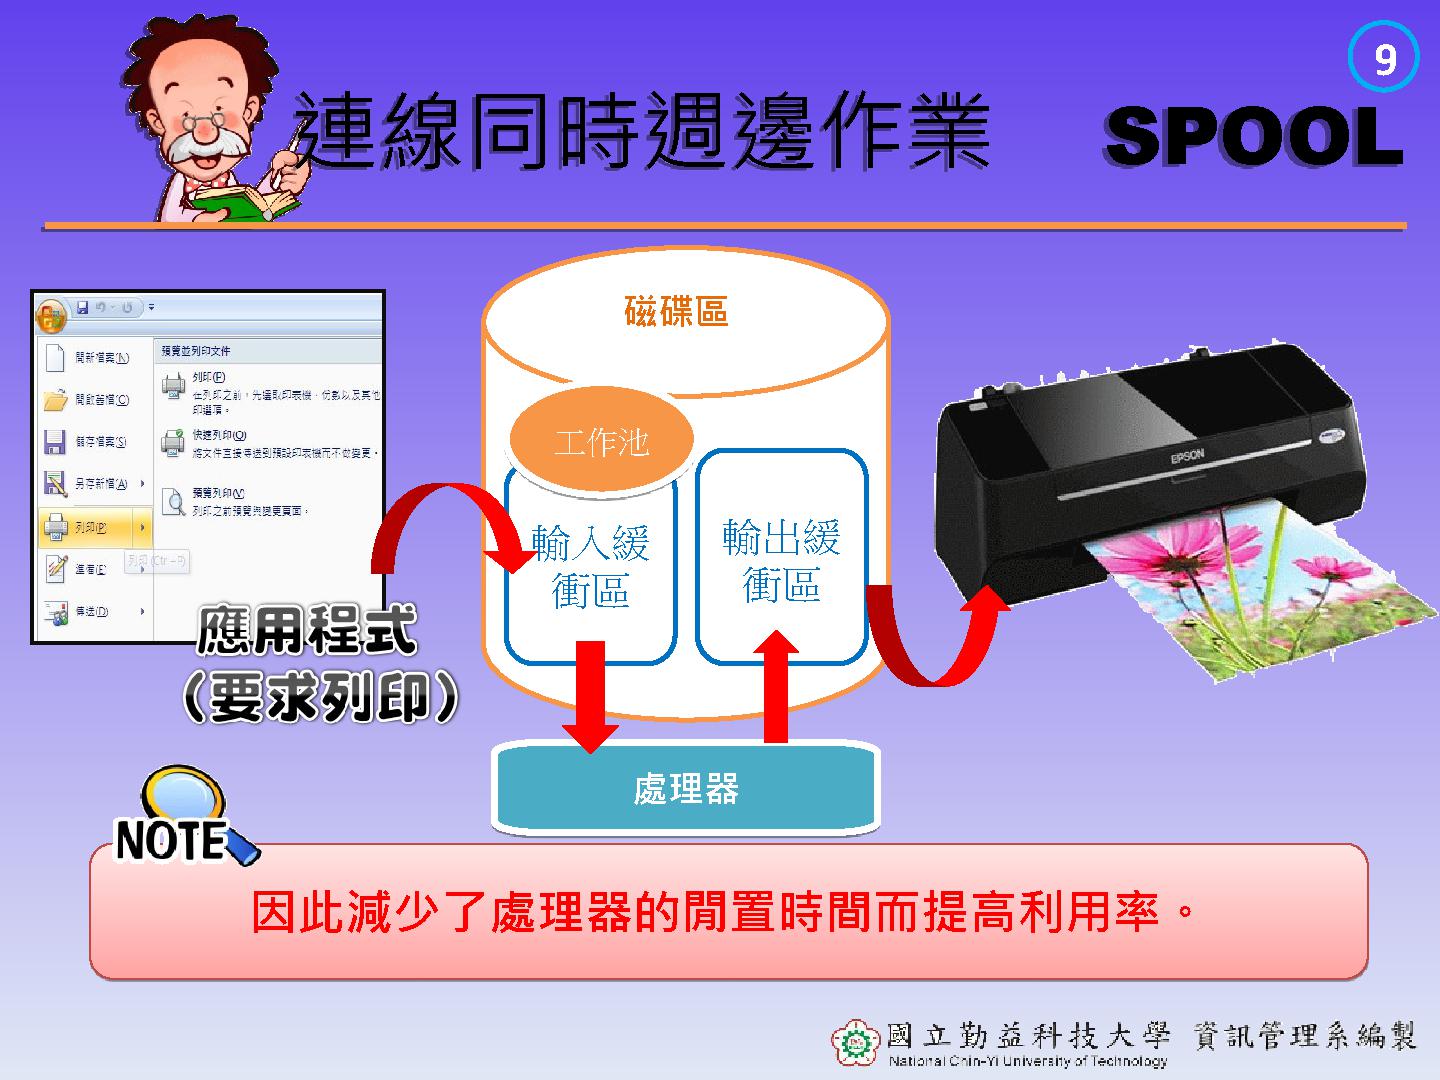 9
連線同時週邊作業 SPOOL
磁碟區
工作池
輸入緩
衝區
輸出緩
衝區
處理器
預覽並列印文件
開新檔案(N)
開啟舊檔(O)
儲存檔案(S)
另存新檔(A)
列印(P)
列印 (Ctrl+P)
準備(E)
傳送(D)
列印(P)
在列印之前，先選取印表機、份數以及其他
印選項。
快速列印(Q)
將文件直接傳送到預設印表機而不做變更。
預覽列印(V)
列印之前預覽與變更頁面。
應用程式
（要求列印）
EPSON
NOTE
因此減少了處理器的閒置時間而提高利用率。
國立勤益科技大學 資訊管理系編製
National Chin-Yi University of Technology